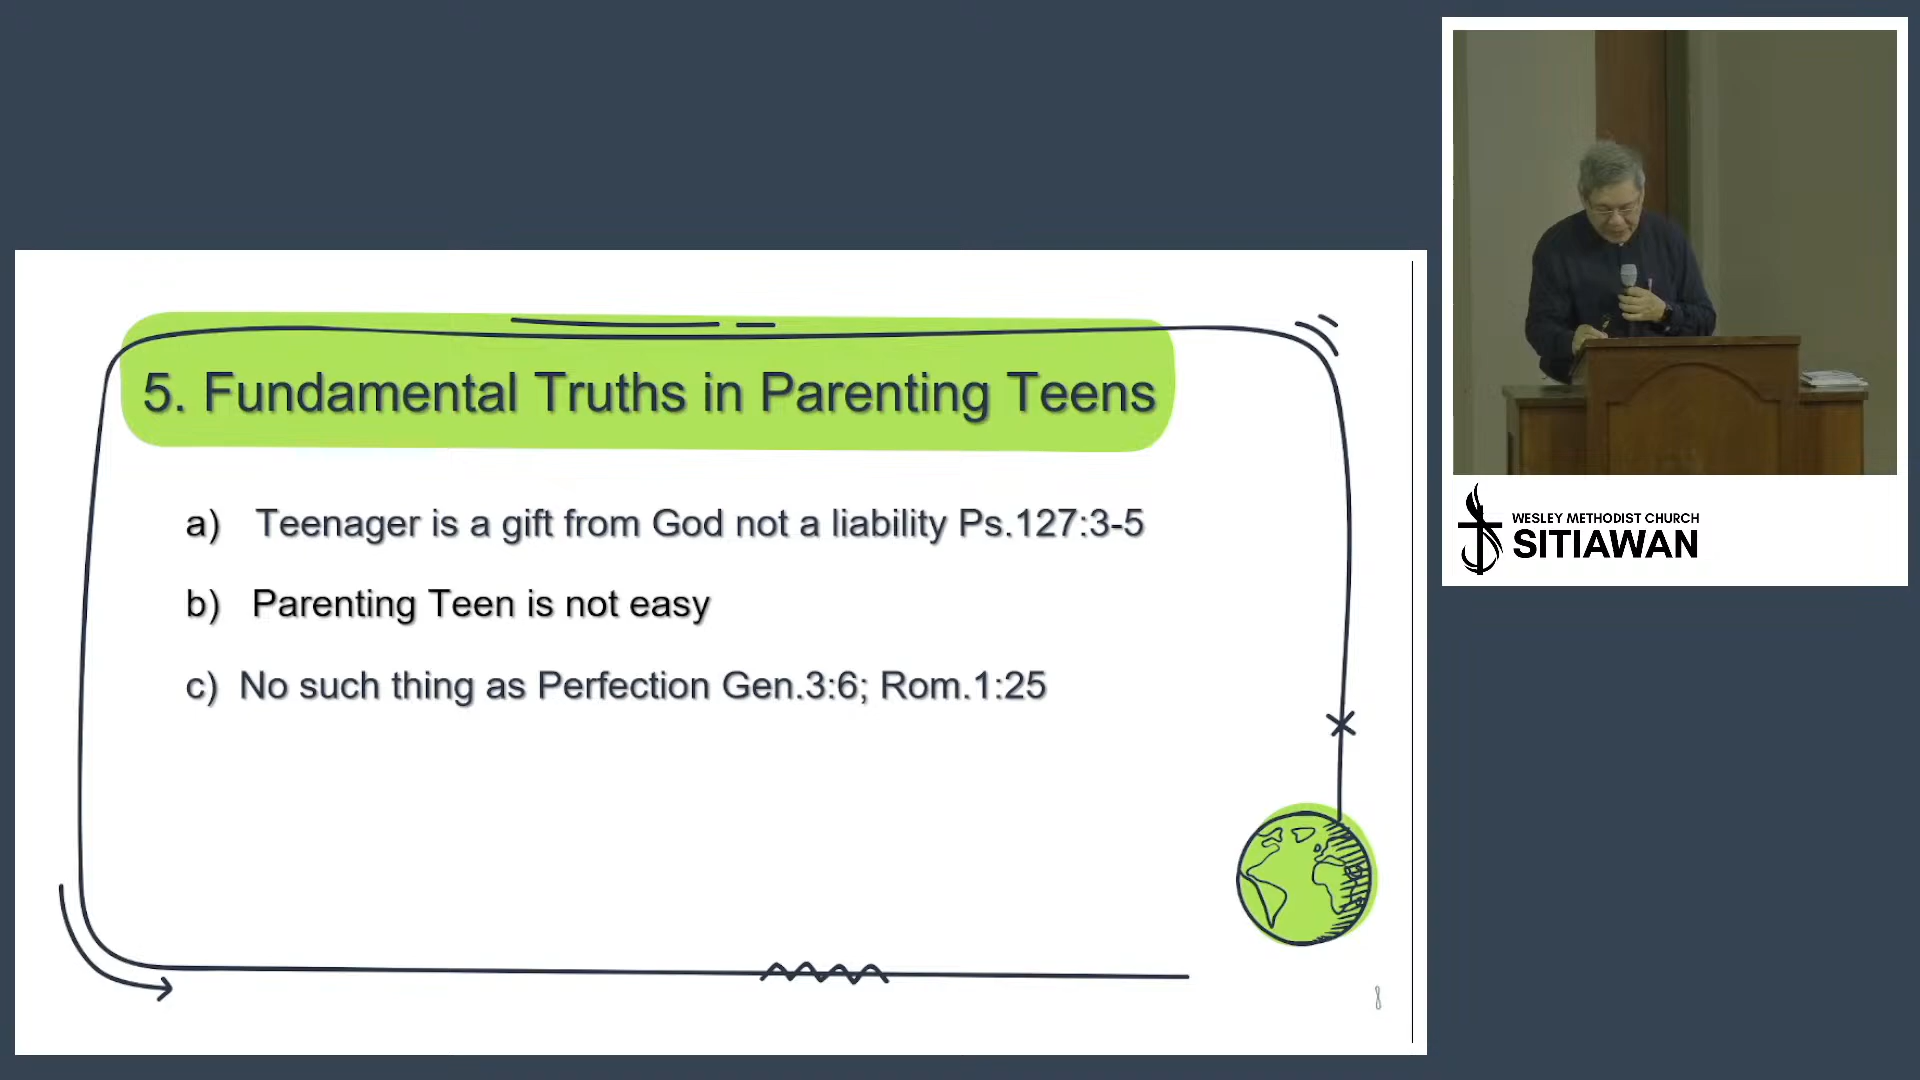 5. Fundamental Truths in Parenting Teens
a) Teenager is a gift from God not a liability Ps.127:3-5
b) Parenting Teen is not easy
c) No such thing as Perfection Gen.3:6; Rom.1:25
8
WESLEY METHODIST CHURCH
SITIAWAN